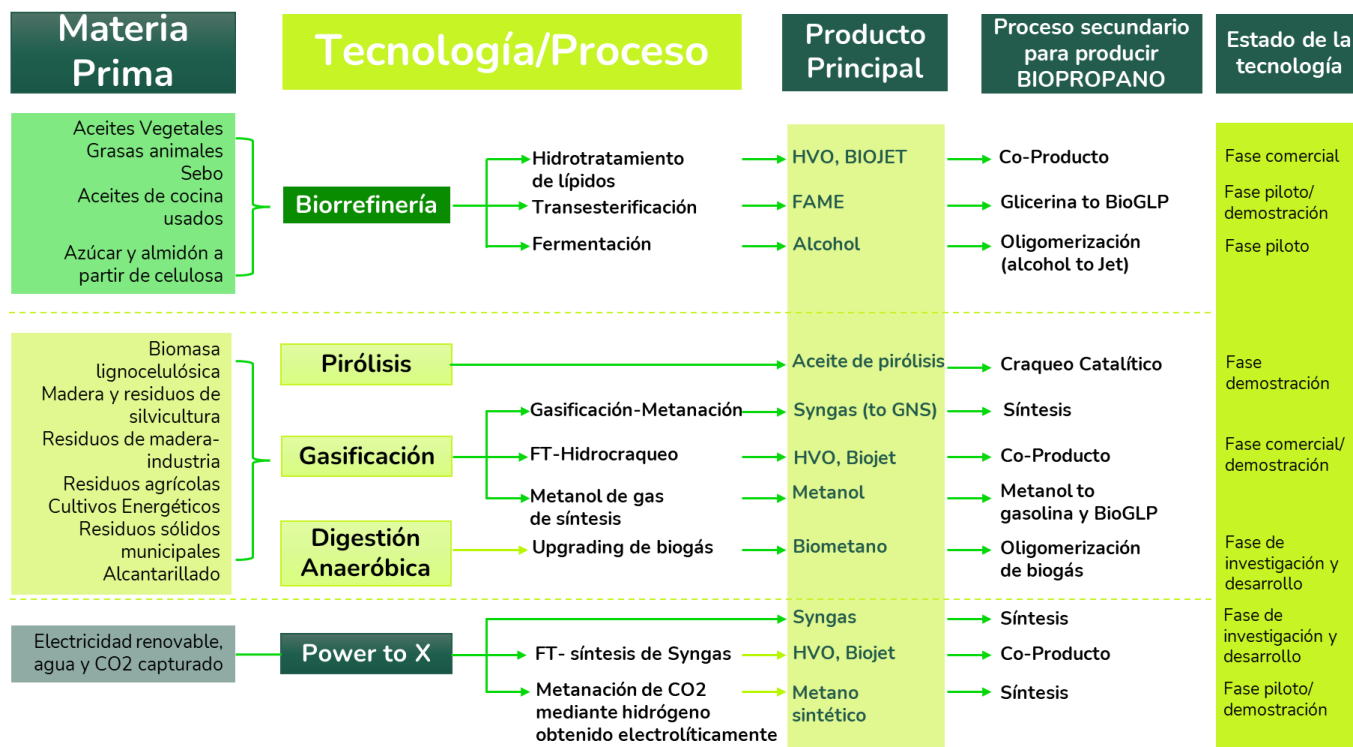 Materia
Prima
Tecnología/Proceso
Producto
Principal
Proceso secundario
para producir
BIOPROPANO
Estado de la
tecnología
Aceites Vegetales
Grasas animales
Sebo
Aceites de cocina
usados
Azúcar y almidón a
partir de celulosa
Biorrefinería
Hidrotratamiento
de lípidos
HVO, BIOJET
Co-Producto
Fase comercial
Transesterificación
FAME
Glicerina to BioGLP
Fase piloto/
demostración
Fermentación
Alcohol
Oligomerización
(alcohol to Jet)
Fase piloto
Biomasa
lignocelulósica
Madera y residuos de
silvicultura
Residuos de madera-
industria
Residuos agrícolas
Cultivos Energéticos
Residuos sólidos
municipales
Alcantarillado
Pirólisis
Aceite de pirólisis
Craqueo Catalítico
Fase
demostración
Gasificación
Gasificación-Metanación
Syngas (to GNS)
Síntesis
FT-Hidrocraqueo
HVO, Biojet
Co-Producto
Fase comercial/
demostración
Metanol de gas
de síntesis
Metanol
Metanol to
gasolina y BioGLP
Digestión
Anaeróbica
Upgrading de biogás
Biometano
Oligomerización
de biogás
Fase de
investigación y
desarrollo
Electricidad renovable,
agua y CO2 capturado
Power to X
Syngas
Síntesis
Fase de
investigación y
desarrollo
FT- síntesis de Syngas
HVO, Biojet
Co-Producto
Metanación de CO2
mediante hidrógeno
obtenido electrolíticamente
Metano
sintético
Síntesis
Fase piloto/
demostración